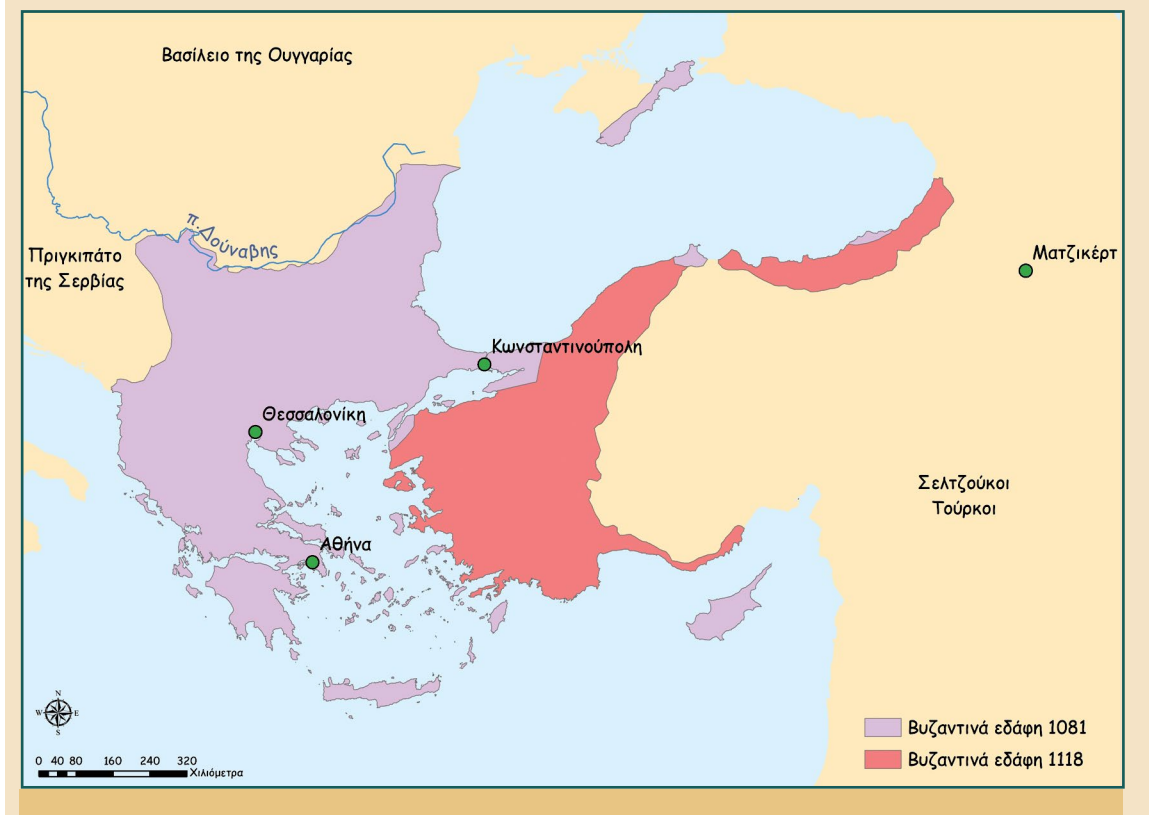 Βασίλειο της Ουγγαρίας
π. Δούναβης
Πριγκιπάτο
της Σερβίας
Ματζικέρτ
Κωνσταντινούπολη
Θεσσαλονίκη
Σελτζούκοι
Τούρκοι
Αθήνα
N
W E
S
Βυζαντινά εδάφη 1081
Βυζαντινά εδάφη 1118
0 40 80 160 240 320
Χιλιόμετρα